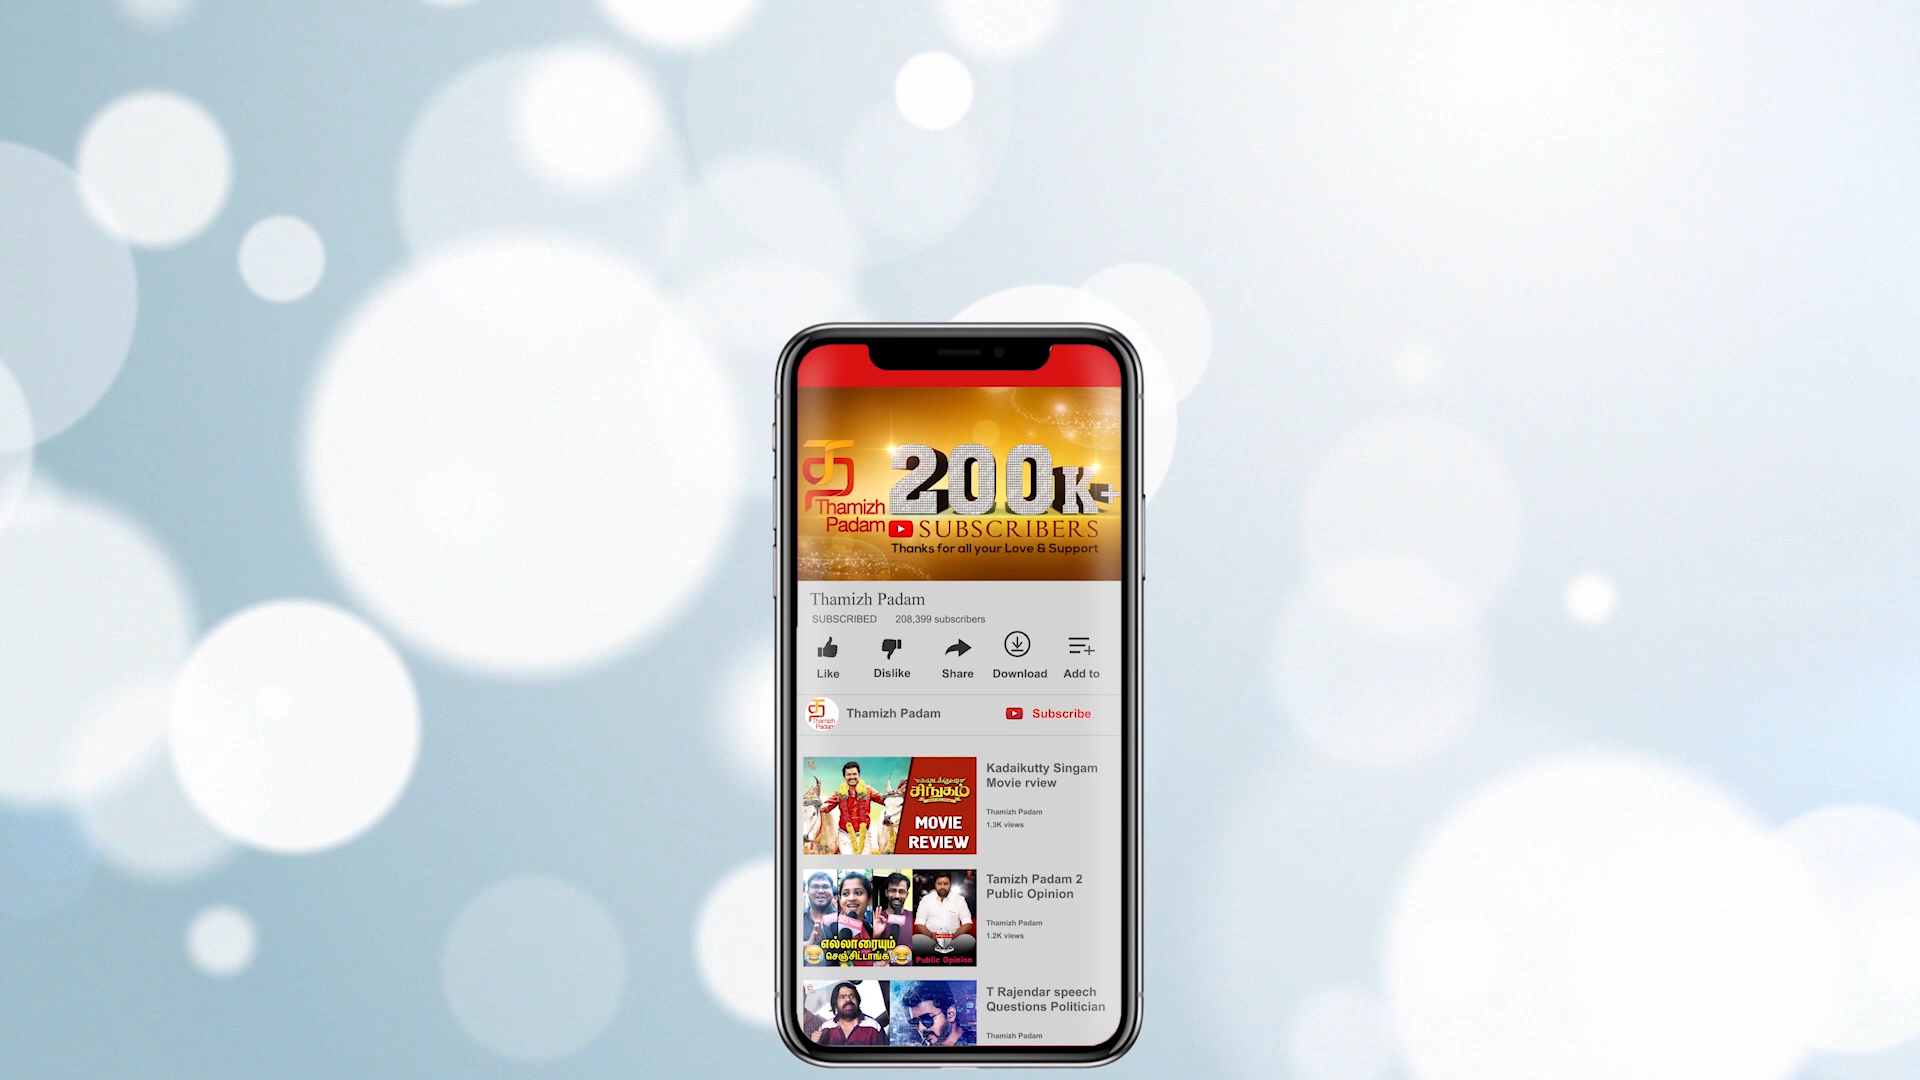 த
Thamizh
Padam
200K+
SUBSCRIBERS
Thanks for all your Love & Support
Thamizh Padam
SUBSCRIBED 208,399 subscribers
Like Dislike Share Download Add to
Thamizh Padam
Thamizh Padam Subscribe
சிங்கம்
MOVIE
REVIEW
Kadaikutty Singam
Movie rview
Thamizh Padam
1.3K views
எல்லாரையும்
செஞ்சிட்டாங்க
Public Opinion
Tamizh Padam 2
Public Opinion
Thamizh Padam
1.2K views
T Rajendar speech
Questions Politician
Thamizh Padam